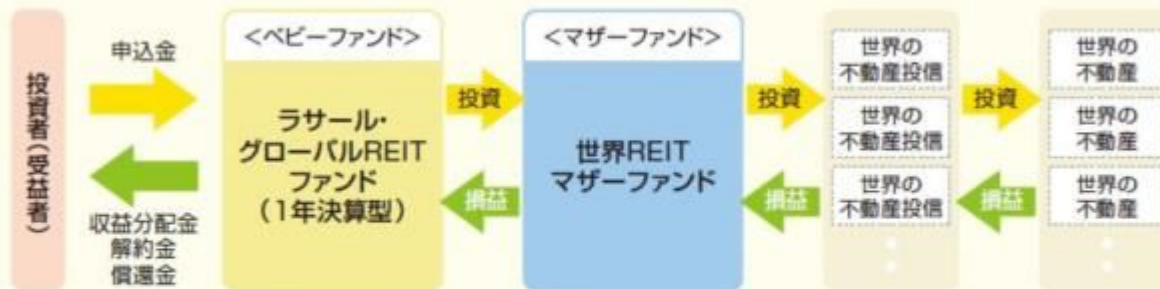 投資者(受益者)
申込金
収益分配金
解約金
償還金
<ベビーファンド>
ラサール・
グローバルREIT
ファンド
(1年決算型)
投資
損益
<マザーファンド>
世界REIT
マザーファンド
投資
損益
世界の
不動産投信
世界の
不動産投信
世界の
不動産投信
投資
損益
世界の
不動産
世界の
不動産
世界の
不動産